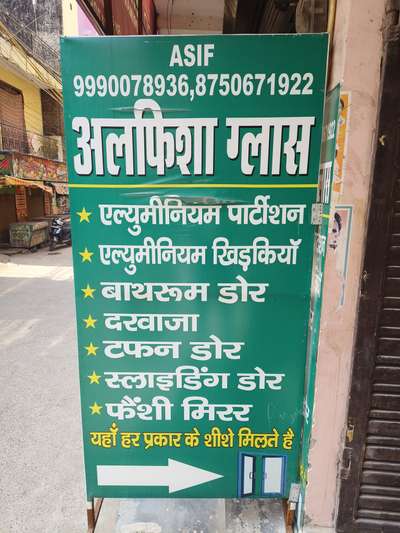 ASIF
9990078936,8750671922
अलफिशा ग्लास
एल्युमीनियम पार्टीशन
एल्युमीनियम खिड़कियाँ
बाथरूम डोर
दरवाजा
टफन डोर
स्लाइडिंग डोर
फैंशी मिरर
यहाँ हर प्रकार के शीशे मिलते है